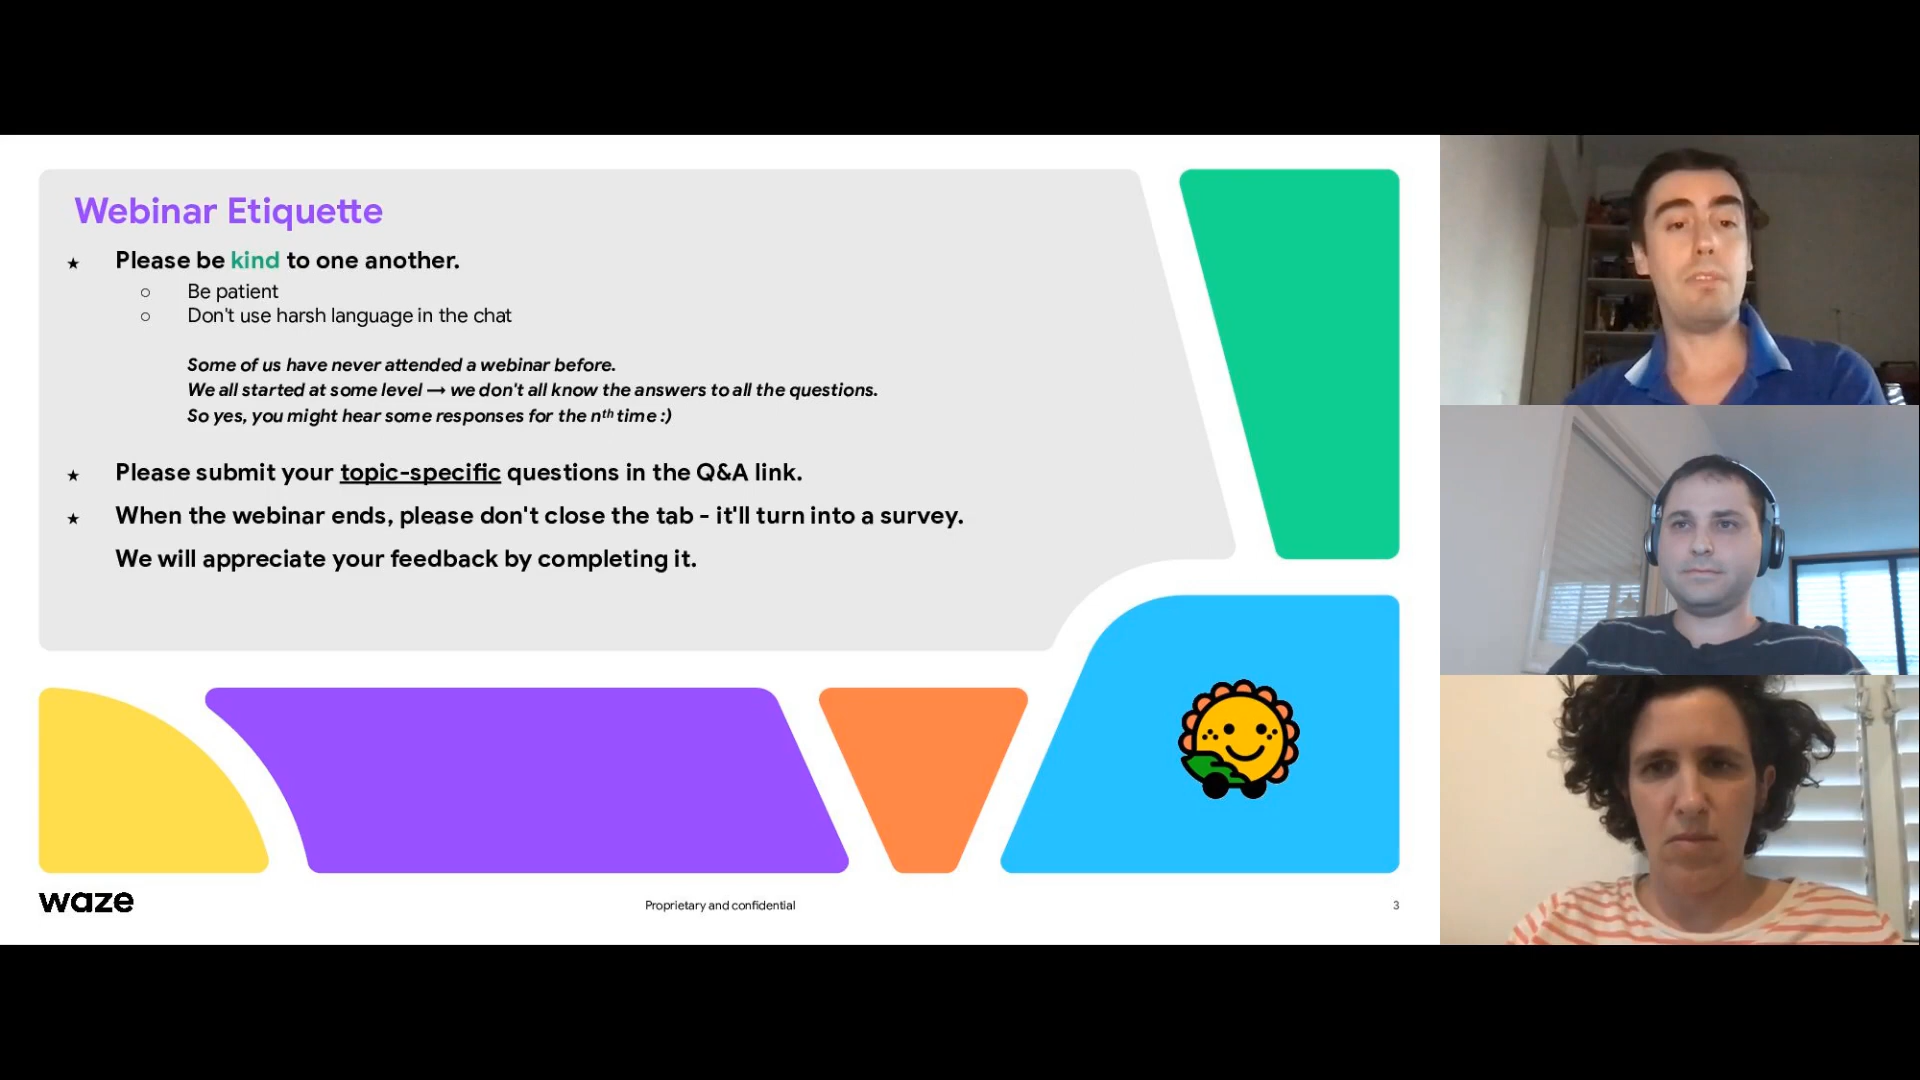 Webinar Etiquette
★ Please be kind to one another.
○ Be patient
○ Don't use harsh language in the chat
Some of us have never attended a webinar before.
We all started at some level → we don't all know the answers to all the questions.
So yes, you might hear some responses for the nᵗʰ time :)
★ Please submit your topic-specific questions in the Q&A link.
★ When the webinar ends, please don't close the tab - it'll turn into a survey.
We will appreciate your feedback by completing it.
waze
Proprietary and confidential
3